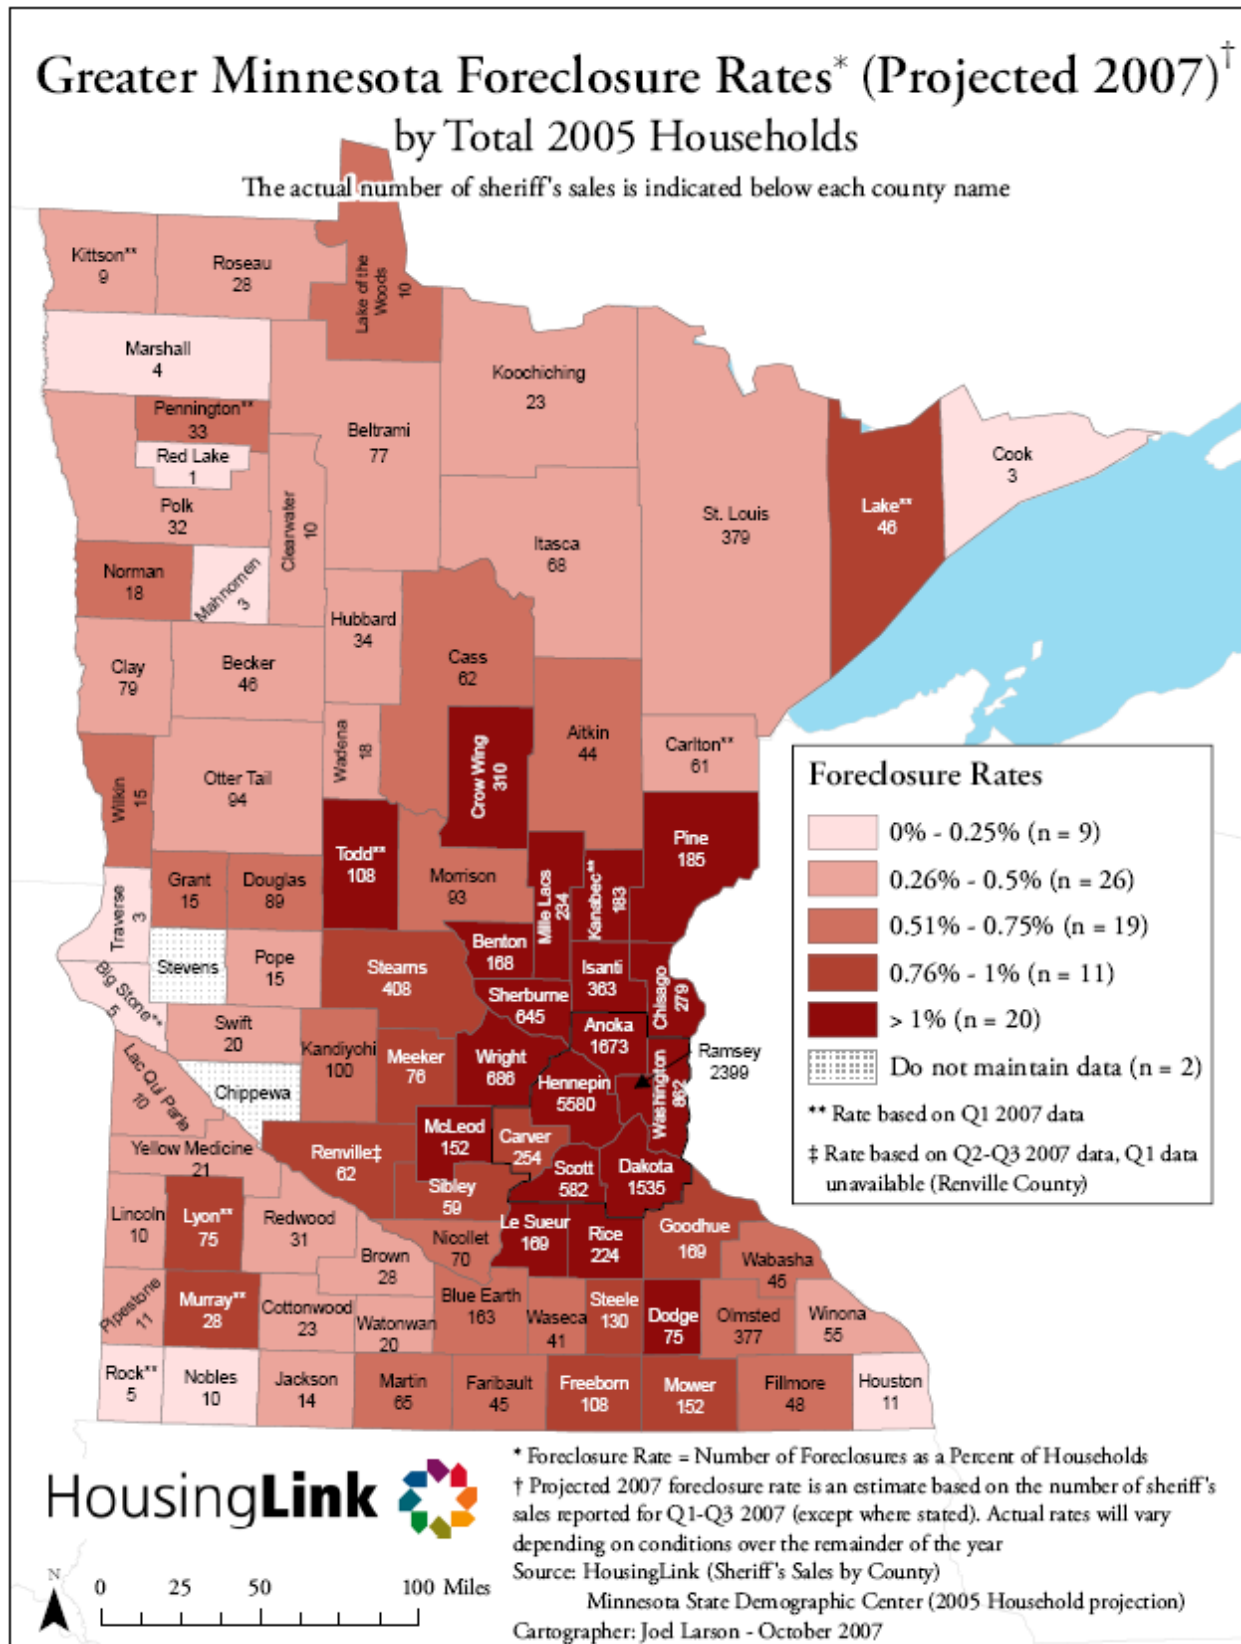 Greater Minnesota Foreclosure Rates* (Projected 2007)†
by Total 2005 Households
The actual number of sheriff's sales is indicated below each county name
Kittson**
9
Roseau
28
Lake of the
Woods
10
Marshall
4
Koochiching
23
Pennington**
33
Beltrami
77
Red Lake
1
Polk
32
Clearwater
10
Cook
3
Lake**
46
St. Louis
379
Itasca
68
Norman
18
Mahnomen
3
Hubbard
34
Clay
79
Becker
46
Cass
62
Wadena
18
Crow Wing
310
Aitkin
44
Carlton**
61
Wilkin
15
Otter Tail
94
Todd**
108
Morrison
93
Mille Lacs
234
Kanabec**
183
Pine
185
Grant
15
Douglas
89
Traverse
3
Stevens
Pope
15
Stearns
408
Benton
168
Isanti
363
Chisago
279
Big Stone**
5
Sherburne
645
Anoka
1673
Swift
20
Kandiyohi
100
Meeker
76
Wright
686
Hennepin
5580
Ramsey
2399
Washington
862
Lac Qui Parle
10
Chippewa
McLeod
152
Carver
254
Scott
582
Dakota
1535
Yellow Medicine
21
Renville‡
62
Sibley
59
Lincoln
10
Lyon**
75
Redwood
31
Brown
28
Nicollet
70
Le Sueur
169
Rice
224
Goodhue
169
Wabasha
45
Pipestone
11
Murray**
28
Cottonwood
23
Watonwan
20
Blue Earth
163
Waseca
41
Steele
130
Dodge
75
Olmsted
377
Winona
55
Rock**
5
Nobles
10
Jackson
14
Martin
65
Faribault
45
Freeborn
108
Mower
152
Fillmore
48
Houston
11
Foreclosure Rates
0% - 0.25% (n = 9)
0.26% - 0.5% (n = 26)
0.51% - 0.75% (n = 19)
0.76% - 1% (n = 11)
> 1% (n = 20)
Do not maintain data (n = 2)
** Rate based on Q1 2007 data
‡ Rate based on Q2-Q3 2007 data, Q1 data
unavailable (Renville County)
* Foreclosure Rate = Number of Foreclosures as a Percent of Households
† Projected 2007 foreclosure rate is an estimate based on the number of sheriff's
sales reported for Q1-Q3 2007 (except where stated). Actual rates will vary
depending on conditions over the remainder of the year
Source: HousingLink (Sheriff's Sales by County)
Minnesota State Demographic Center (2005 Household projection)
Cartographer: Joel Larson - October 2007
HousingLink
N
0 25 50 100 Miles